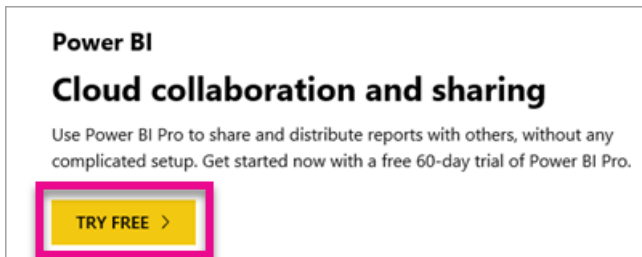 Power BI
Cloud collaboration and sharing
Use Power BI Pro to share and distribute reports with others, without any
complicated setup. Get started now with a free 60-day trial of Power BI Pro.
TRY FREE >